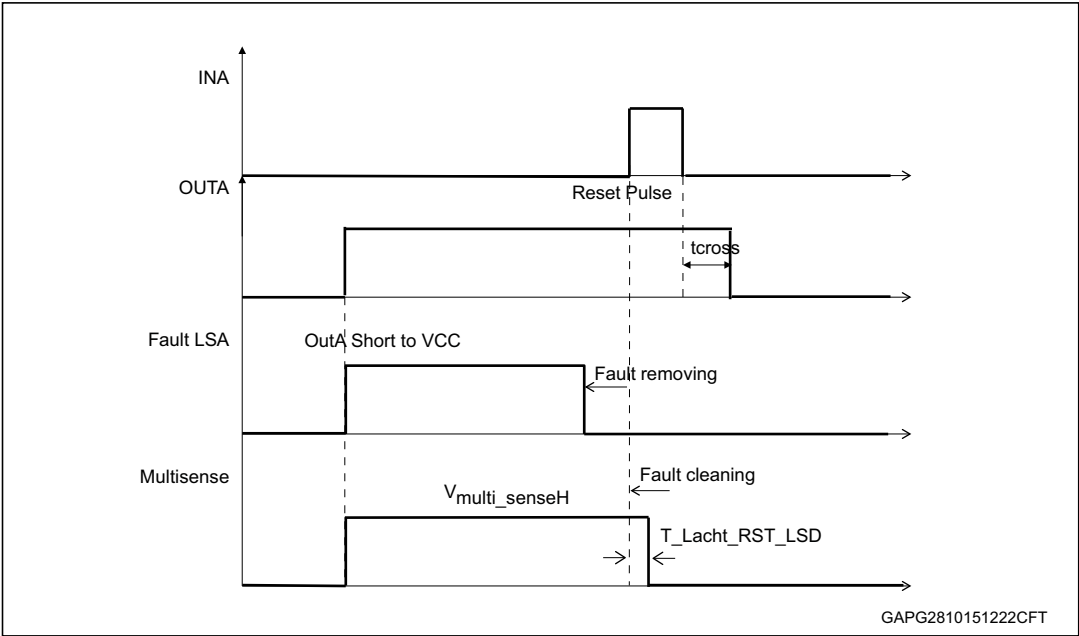 INA
OUTA
Reset Pulse
tcross
Fault LSA
OutA Short to VCC
Fault removing
Multisense
Fault cleaning
Vmulti_senseH
T_Lacht_RST_LSD
GAPG2810151222CFT